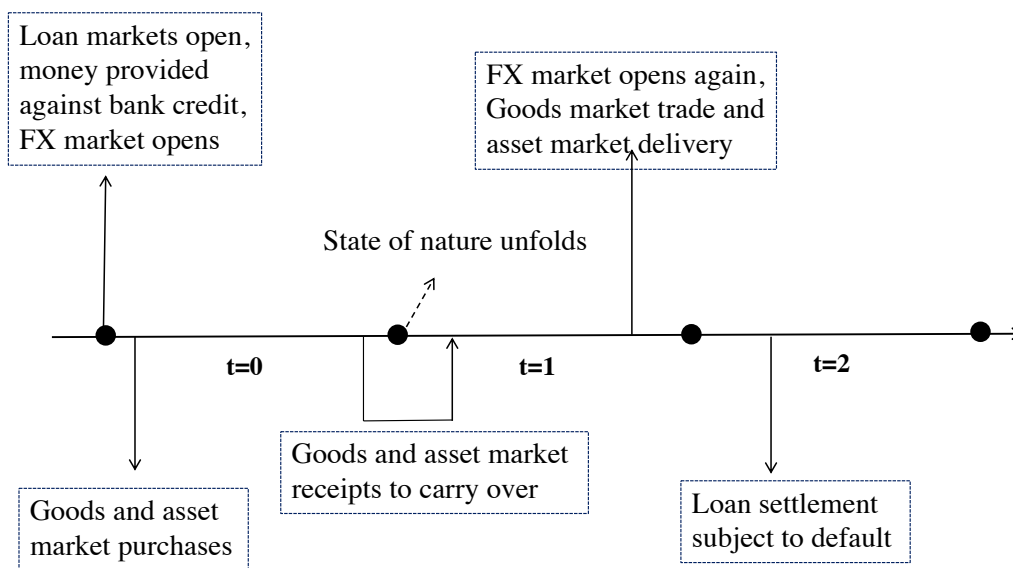 Loan markets open,
money provided
against bank credit,
FX market opens
FX market opens again,
Goods market trade and
asset market delivery
State of nature unfolds
t=0
t=1
t=2
Goods and asset market
receipts to carry over
Goods and asset
market purchases
Loan settlement
subject to default